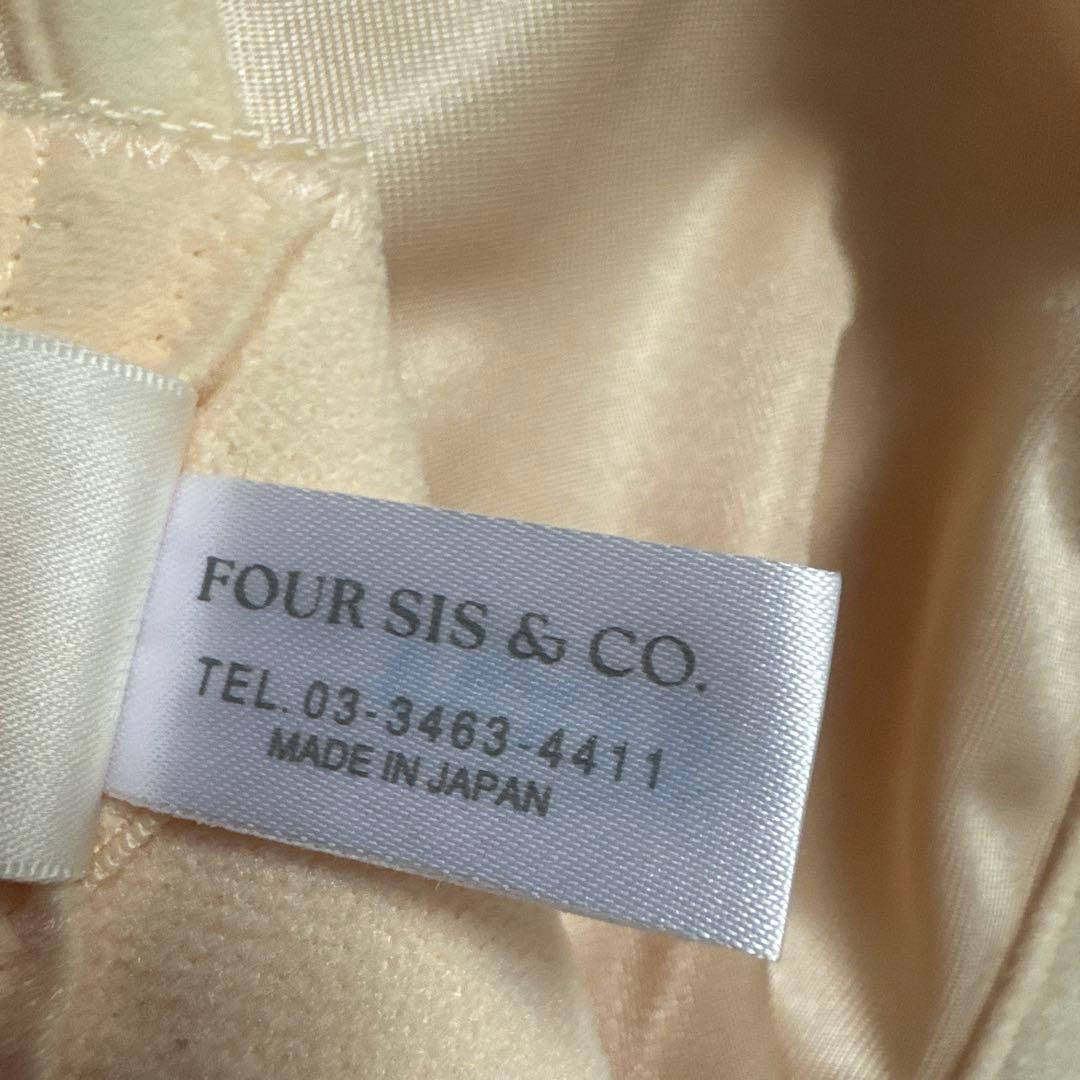 FOUR SIS & CO.
TEL. 03-3463-4411
MADE IN JAPAN